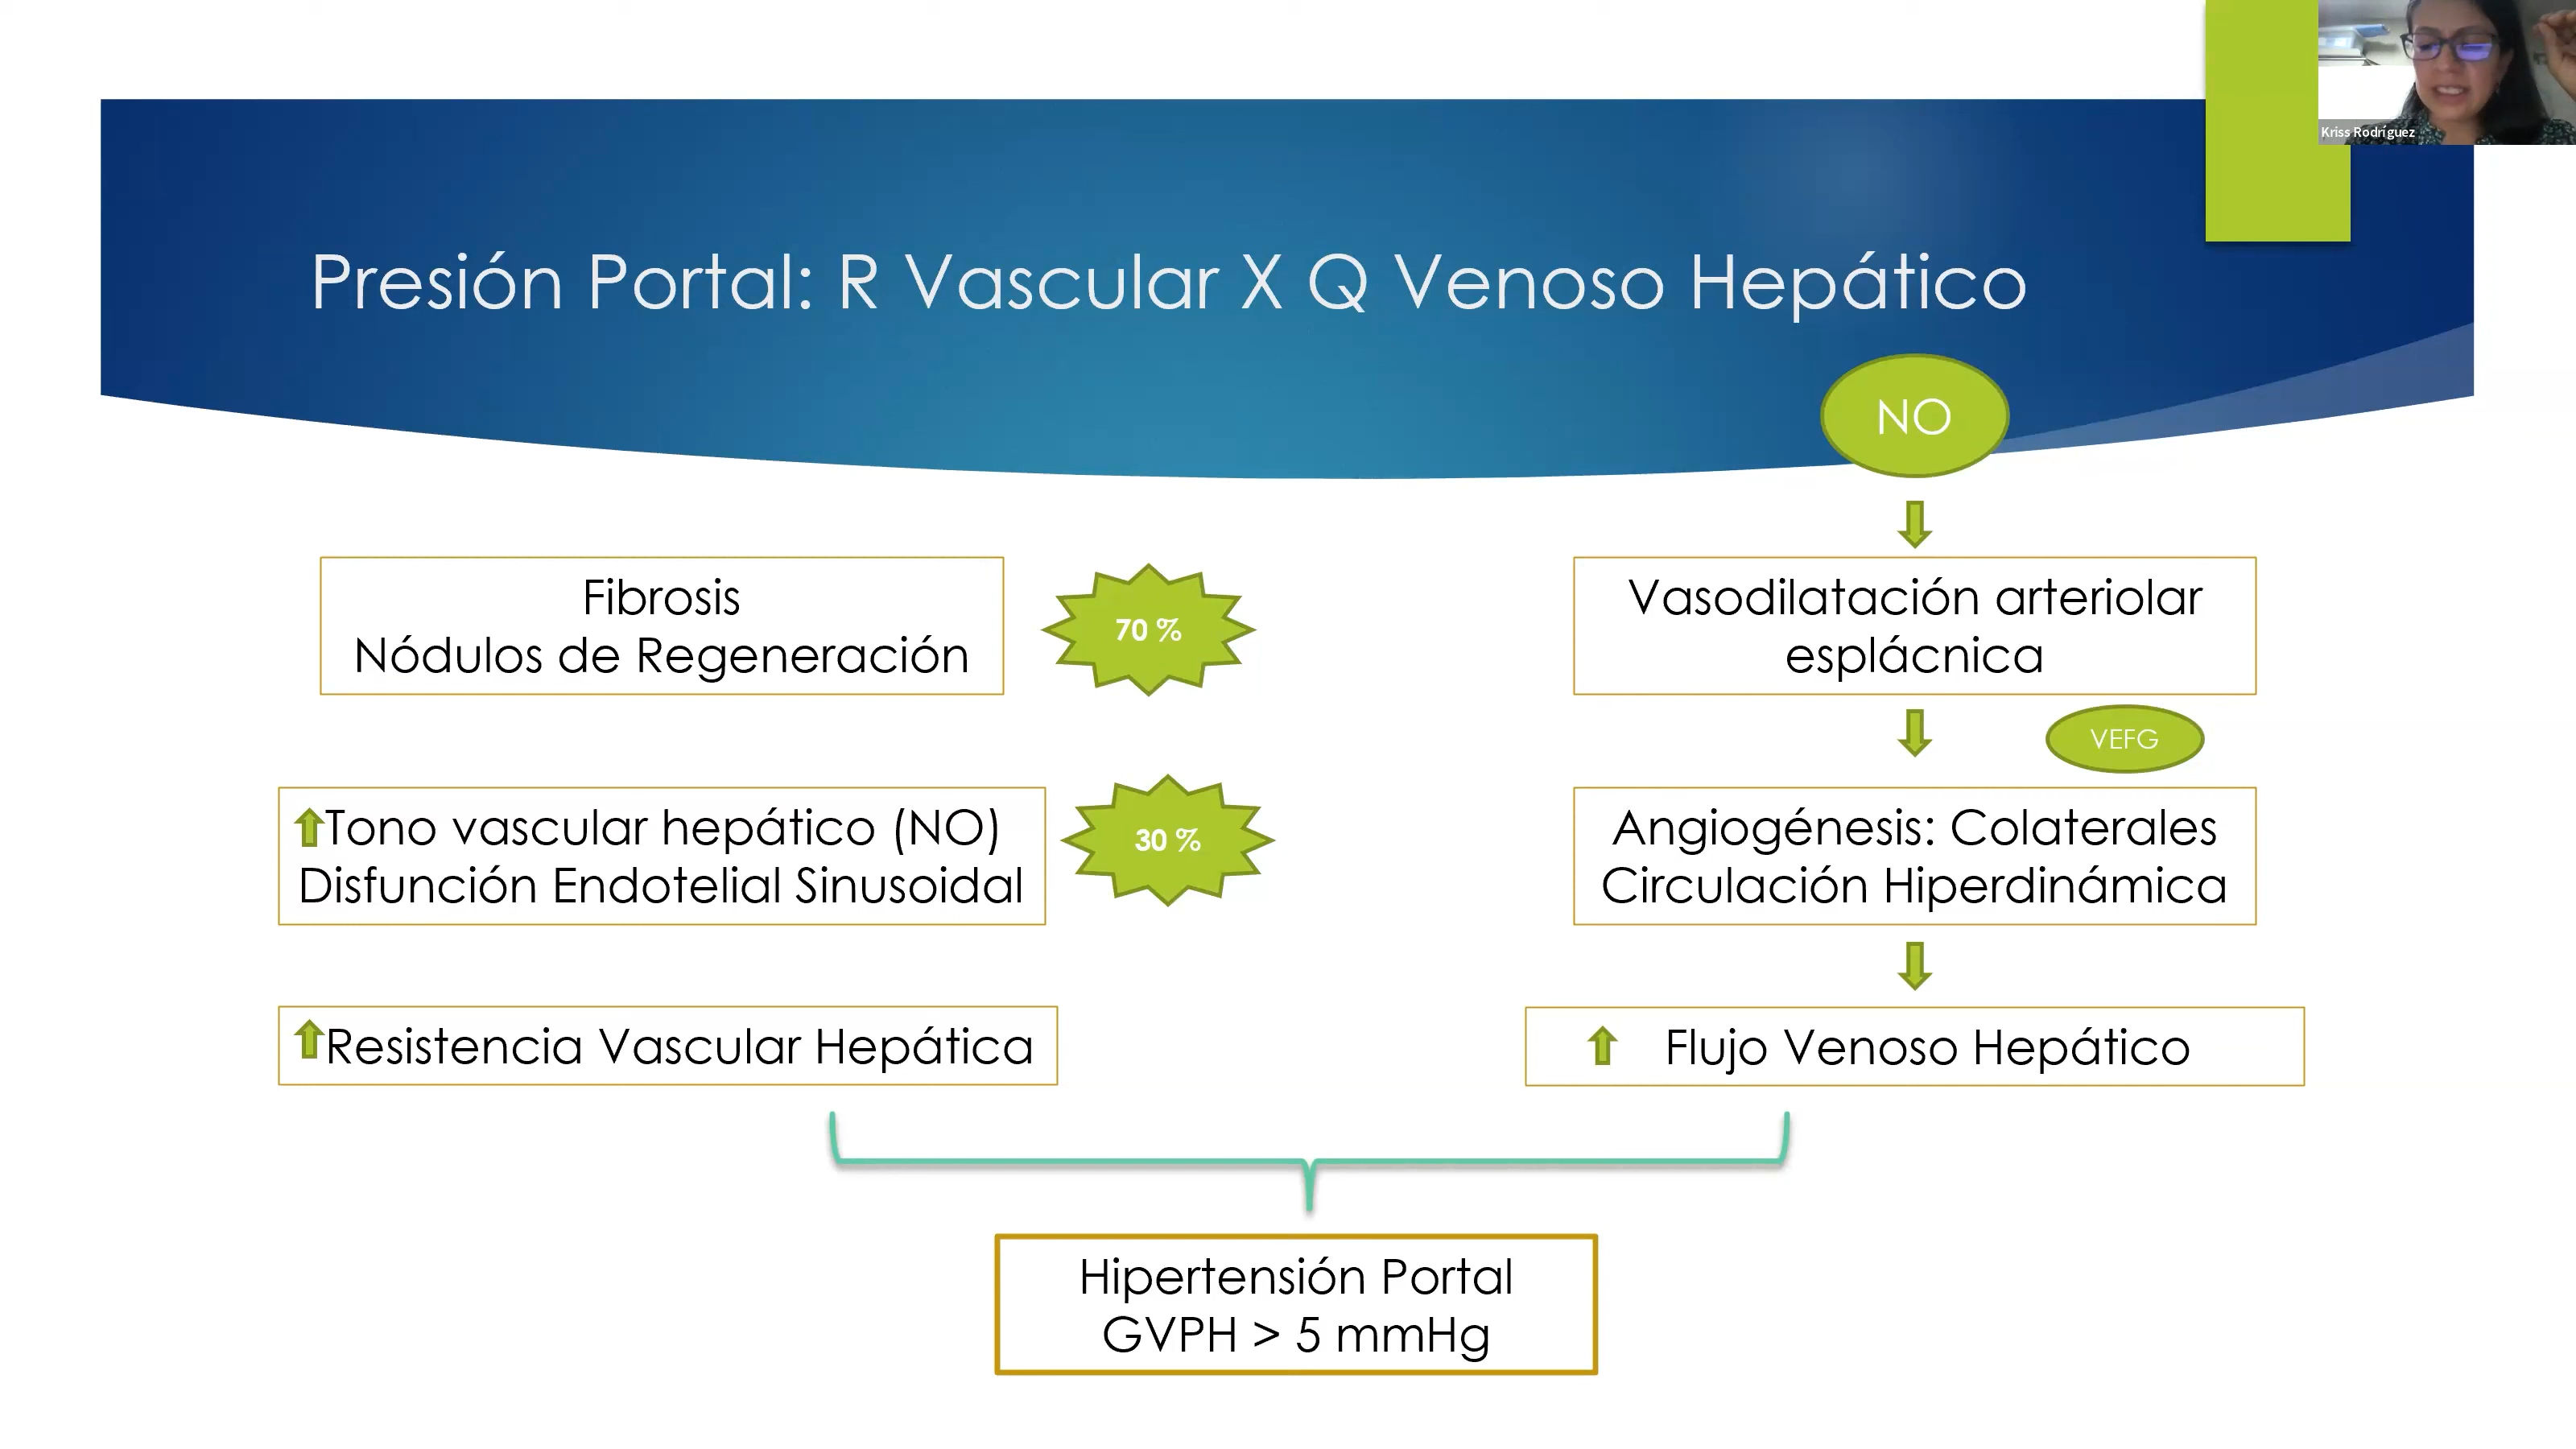 Kriss Rodríguez
Presión Portal: R Vascular X Q Venoso Hepático
NO
Fibrosis
Nódulos de Regeneración
70 %
Vasodilatación arteriolar
esplácnica
VEFG
Tono vascular hepático (NO)
Disfunción Endotelial Sinusoidal
30 %
Angiogénesis: Colaterales
Circulación Hiperdinámica
Resistencia Vascular Hepática
Flujo Venoso Hepático
Hipertensión Portal
GVPH > 5 mmHg